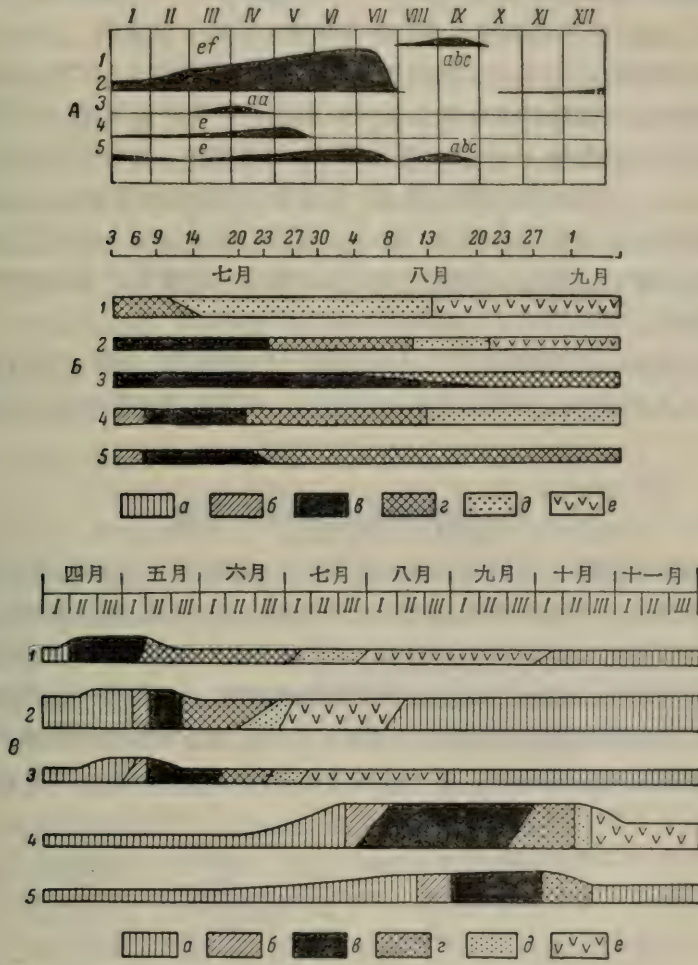 I II III IV V VI VII VIII IX X XI XII
ef
1
abc
2
А
3
aa
4
e
5
e
abc
3 6 9 14 20 23 27 30 4 8 13 20 23 27 1
七月 八月 九月
1
2
Б
3
4
5
а б в г д е
四月 五月 六月 七月 八月 九月 十月 十一月
I II III I II III I II III I II III I II III I II III I II III I II III
1
2
В
3
4
5
а б в г д е